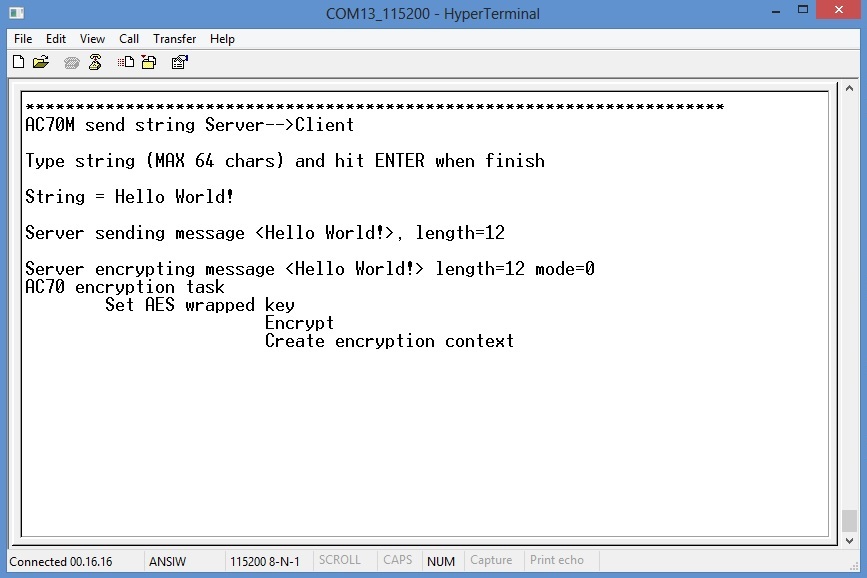 COM13_115200 - HyperTerminal
File Edit View Call Transfer Help
***********************************************************************
AC70M send string Server-->Client
Type string (MAX 64 chars) and hit ENTER when finish
String = Hello World!
Server sending message <Hello World!>, length=12
Server encrypting message <Hello World!> length=12 mode=0
AC70 encryption task
Set AES wrapped key
Encrypt
Create encryption context
Connected 00.16.16 ANSIW 115200 8-N-1 SCROLL CAPS NUM Capture Print echo